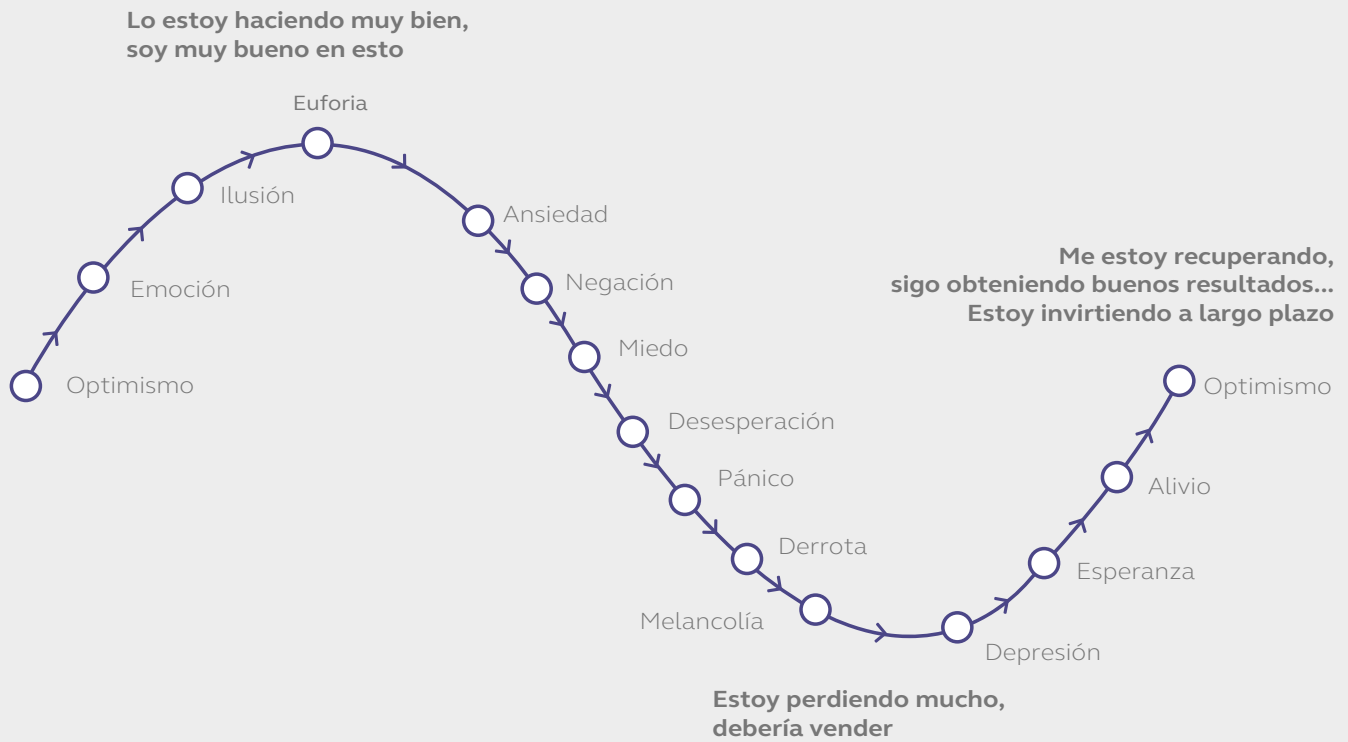 Lo estoy haciendo muy bien,
soy muy bueno en esto
Euforia
Ilusión
Emoción
Optimismo
Ansiedad
Negación
Miedo
Desesperación
Pánico
Derrota
Melancolía
Estoy perdiendo mucho,
debería vender
Depresión
Esperanza
Alivio
Optimismo
Me estoy recuperando,
sigo obteniendo buenos resultados...
Estoy invirtiendo a largo plazo